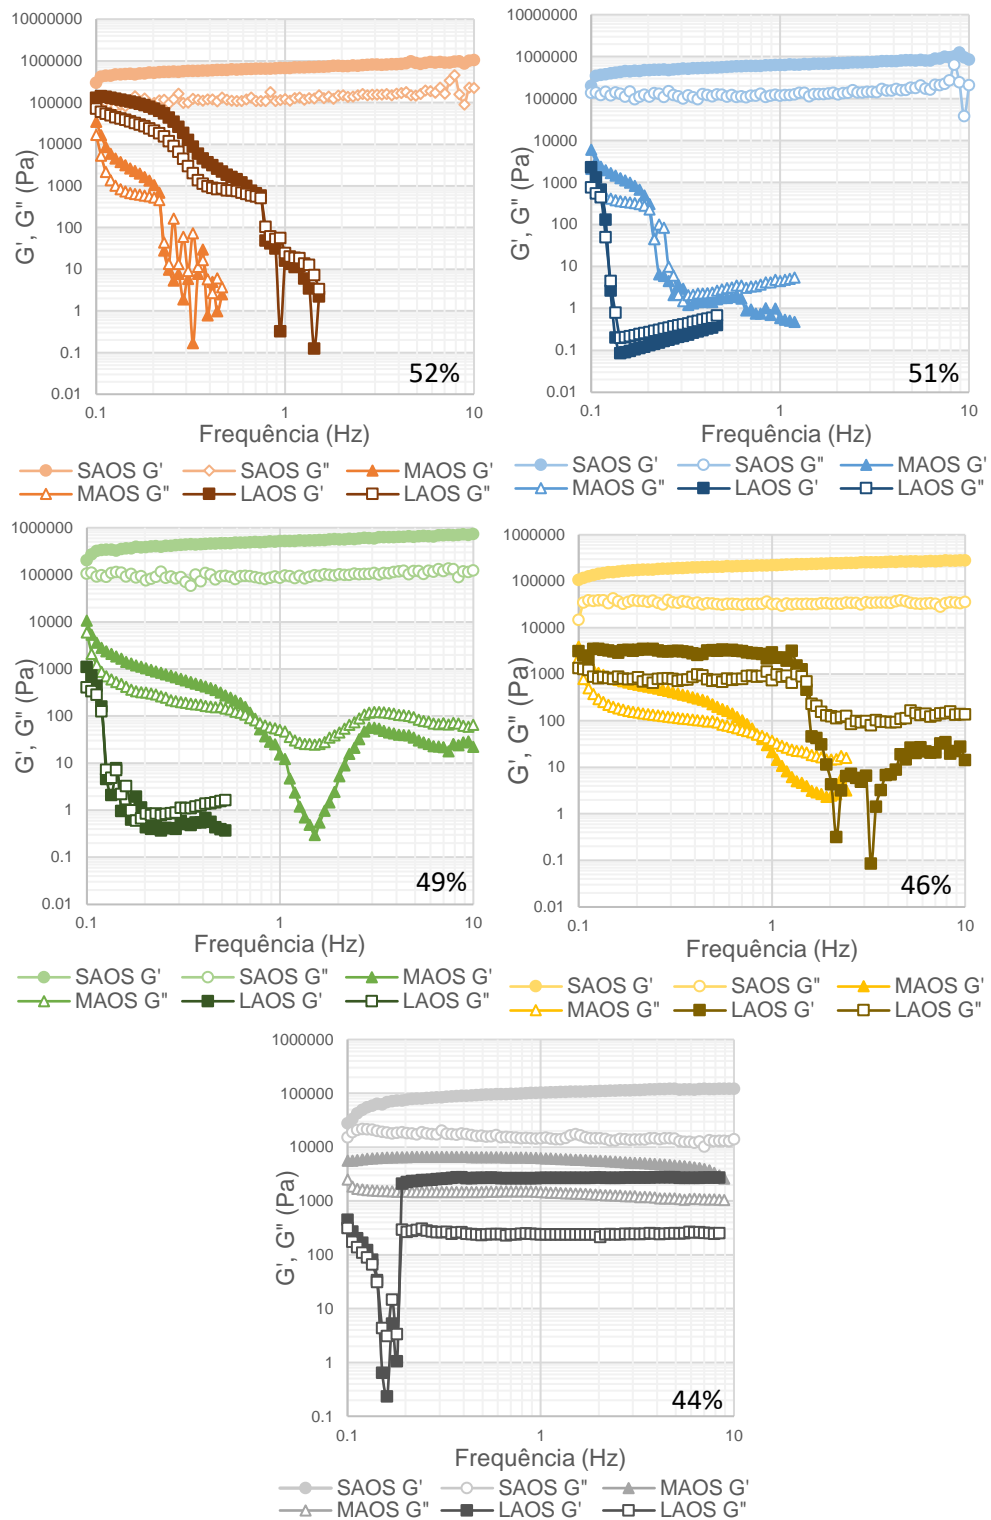 10000000
1000000
100000
10000
1000
100
10
1
0.1
0.01
G', G" (Pa)
52%
0.1 1 10
Frequência (Hz)
SAOS G' SAOS G" MAOS G'
MAOS G" LAOS G' LAOS G"
10000000
1000000
100000
10000
1000
100
10
1
0.1
0.01
G', G" (Pa)
51%
0.1 1 10
Frequência (Hz)
SAOS G' SAOS G" MAOS G'
MAOS G" LAOS G' LAOS G"
1000000
100000
10000
1000
100
10
1
0.1
0.01
G', G" (Pa)
49%
0.1 1 10
Frequência (Hz)
SAOS G' SAOS G" MAOS G'
MAOS G" LAOS G' LAOS G"
1000000
100000
10000
1000
100
10
1
0.1
0.01
G', G" (Pa)
46%
0.1 1 10
Frequência (Hz)
SAOS G' SAOS G" MAOS G'
MAOS G" LAOS G' LAOS G"
1000000
100000
10000
1000
100
10
1
0.1
G', G" (Pa)
44%
0.1 1 10
Frequência (Hz)
SAOS G' SAOS G" MAOS G'
MAOS G" LAOS G' LAOS G"